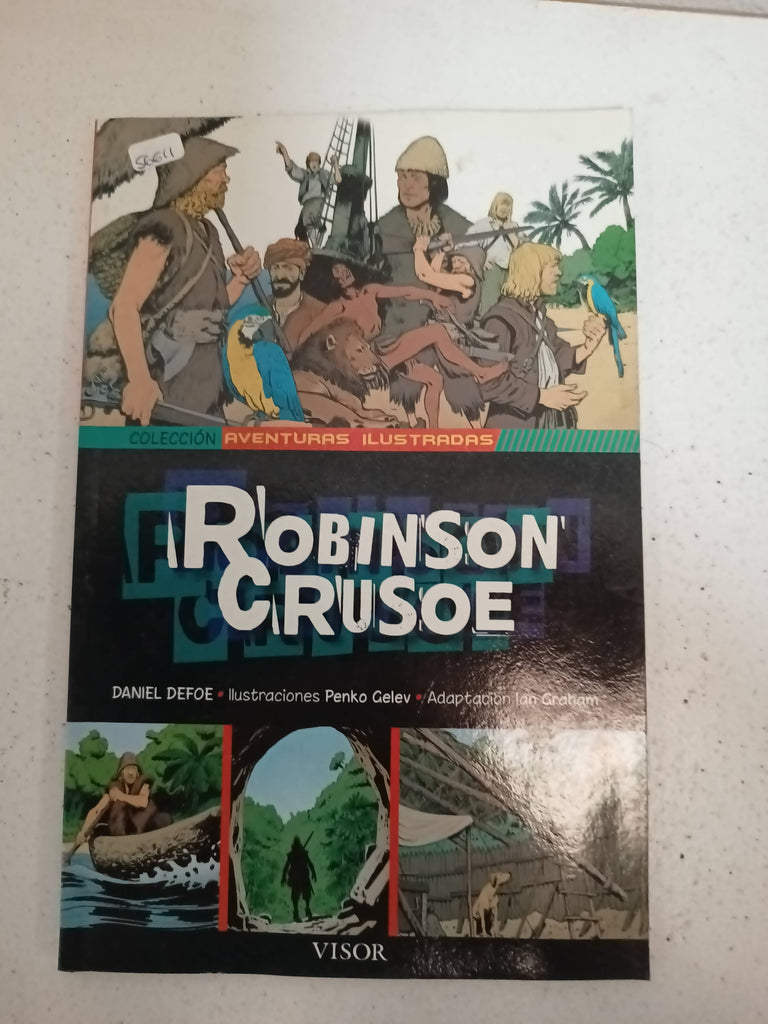 COLECCIÓN AVENTURAS ILUSTRADAS
ROBINSON
CRUSOE
DANIEL DEFOE • Ilustraciones Penko Gelev • Adaptación Ian Graham
VISOR